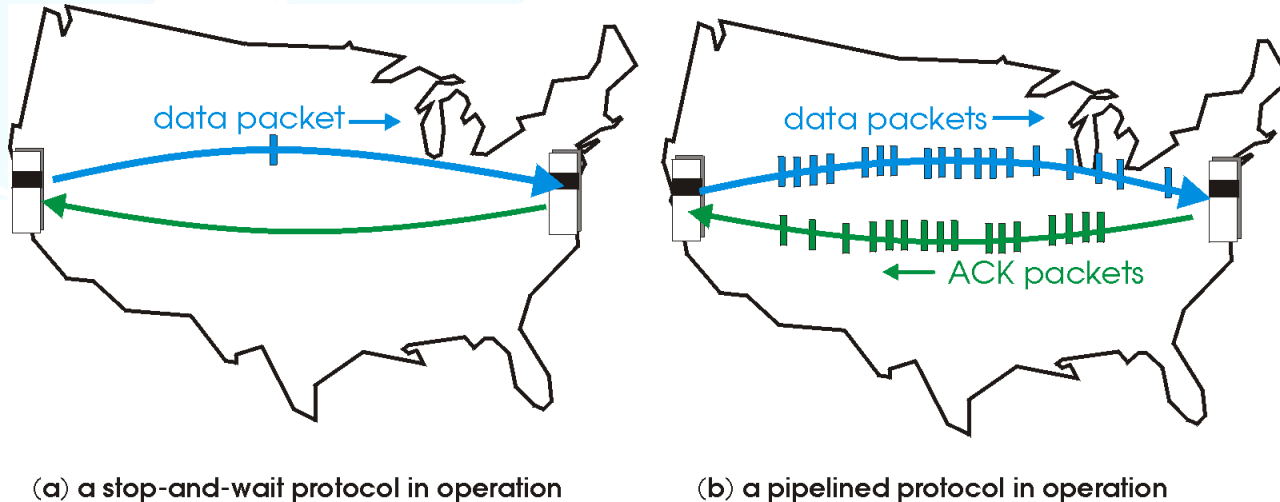 data packet
data packets
ACK packets
(a) a stop-and-wait protocol in operation
(b) a pipelined protocol in operation